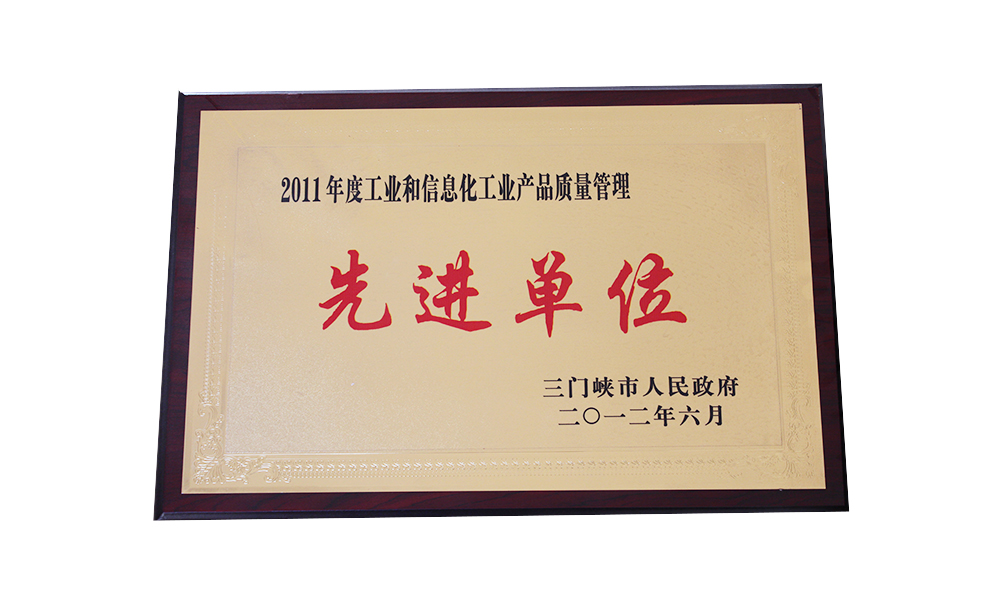 2011年度工业和信息化工业产品质量管理
先进单位
三门峡市人民政府
二〇一二年六月